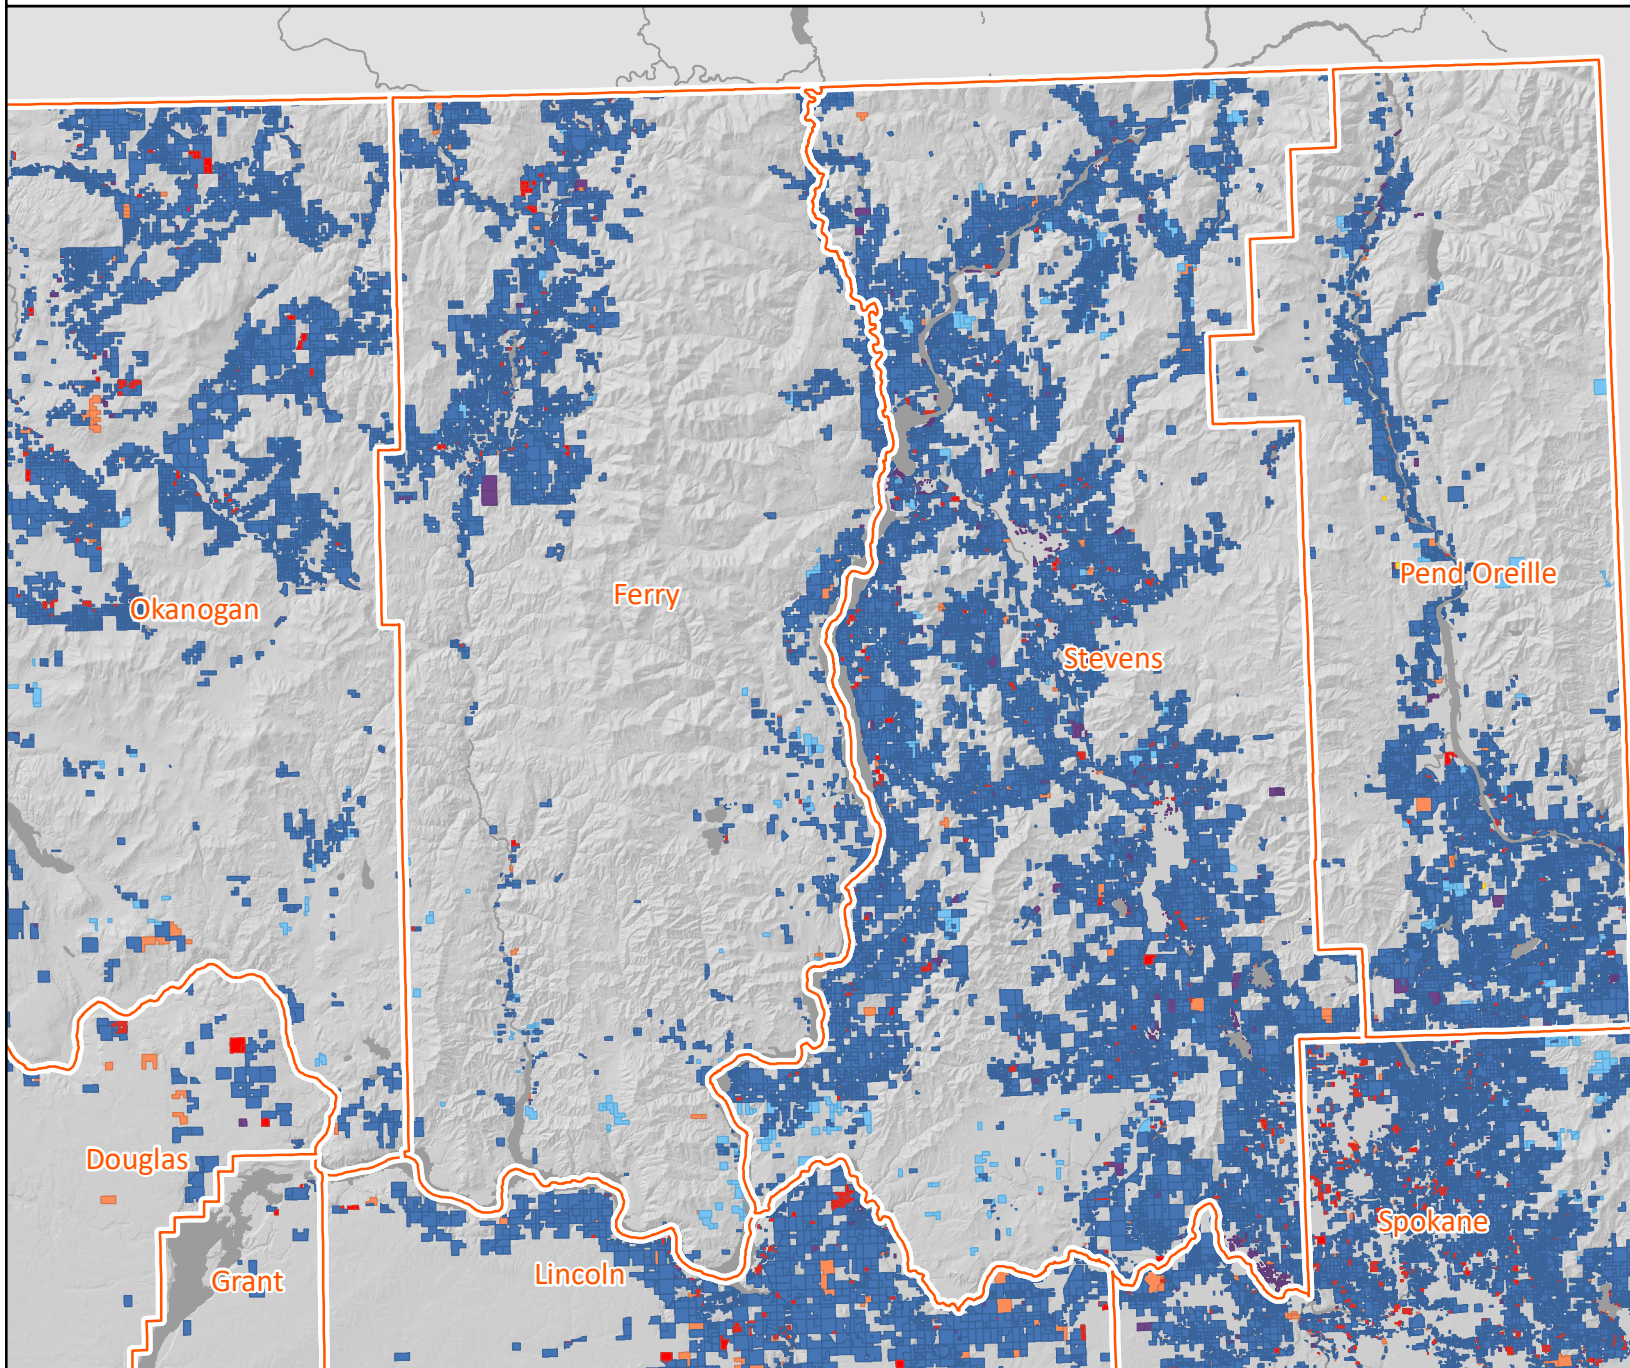 Pend Oreille
Ferry
Okanogan
Stevens
Douglas
Spokane
Lincoln
Grant